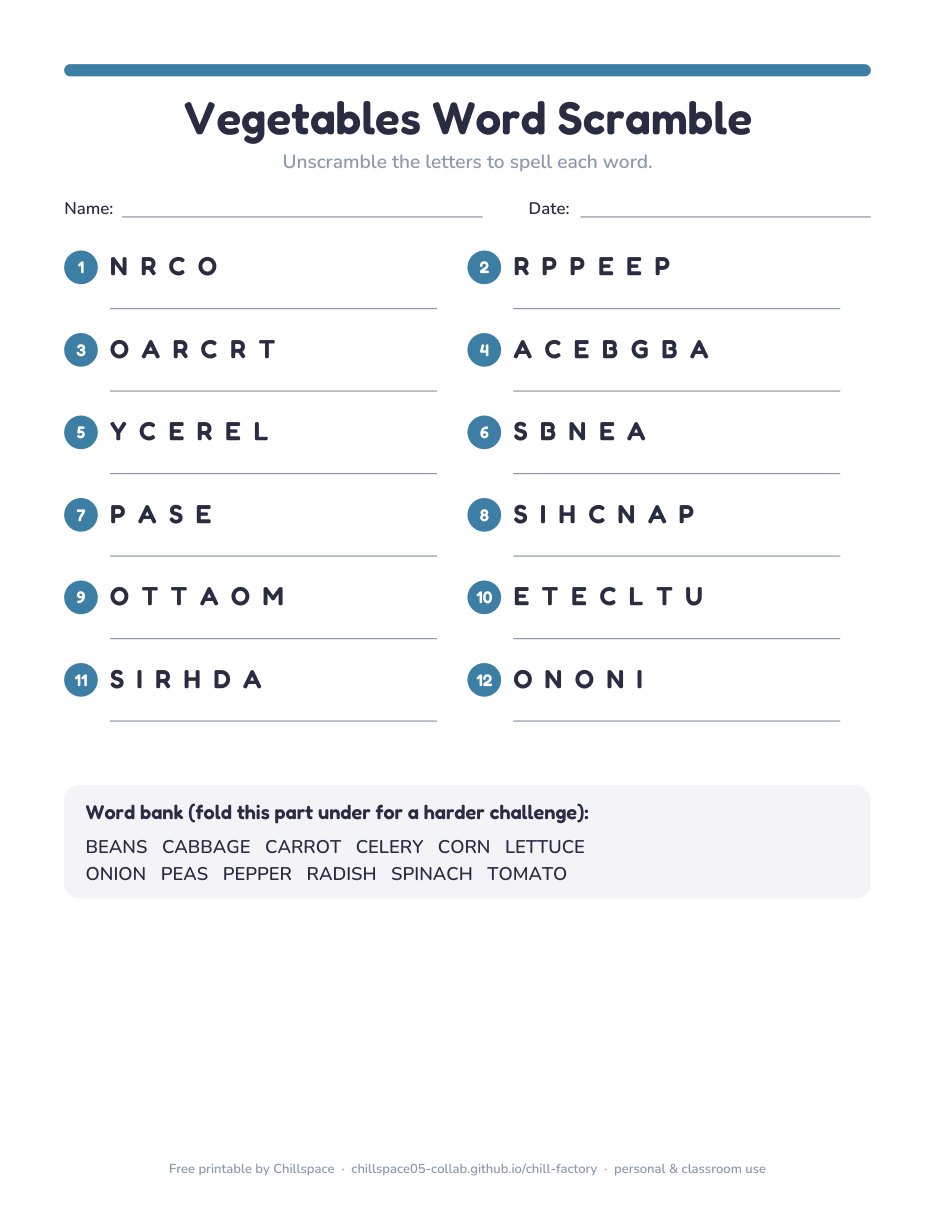 Vegetables Word Scramble
Unscramble the letters to spell each word.
Name: Date:
1 N R C O 2 R P P E E P
3 O A R C R T 4 A C E B G B A
5 Y C E R E L 6 S B N E A
7 P A S E 8 S I H C N A P
9 O T T A O M 10 E T E C L T U
11 S I R H D A 12 O N O N I
Word bank (fold this part under for a harder challenge):
BEANS CABBAGE CARROT CELERY CORN LETTUCE
ONION PEAS PEPPER RADISH SPINACH TOMATO
Free printable by Chillspace · chillspace05-collab.github.io/chill-factory · personal & classroom use